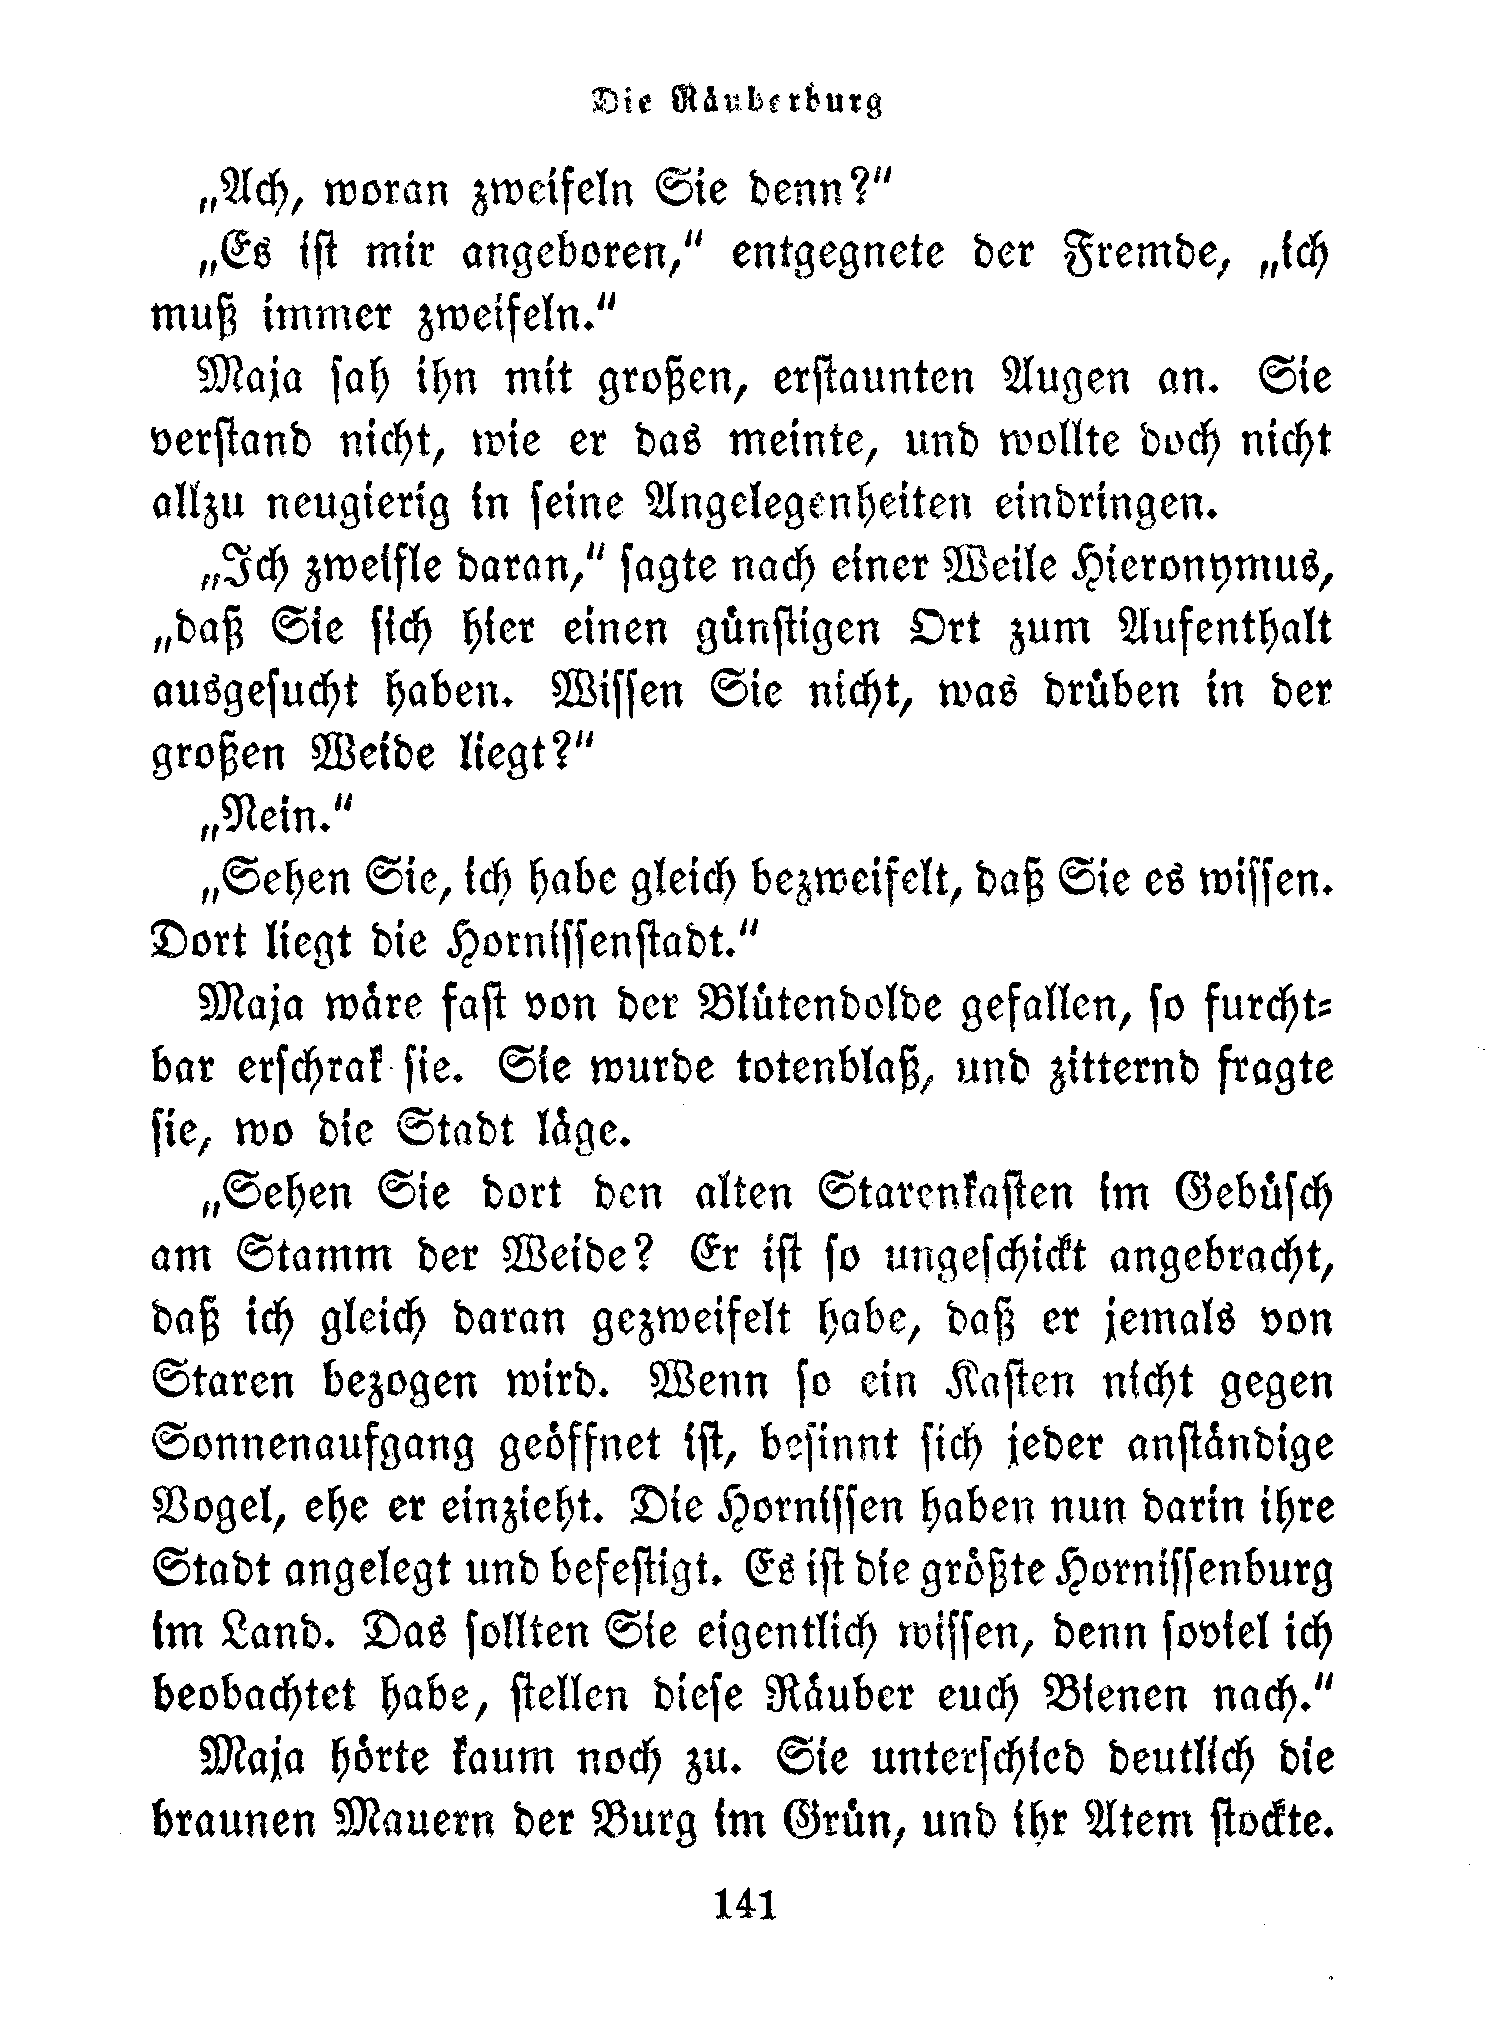 Die Räuberburg
„Ach, woran zweifeln Sie denn?“
„Es ist mir angeboren,“ entgegnete der Fremde, „ich
muß immer zweifeln.“
Maja sah ihn mit großen, erstaunten Augen an. Sie
verstand nicht, wie er das meinte, und wollte doch nicht
allzu neugierig in seine Angelegenheiten eindringen.
„Ich zweifle daran,“ sagte nach einer Weile Hieronymus,
„daß Sie sich hier einen günstigen Ort zum Aufenthalt
ausgesucht haben. Wissen Sie nicht, was drüben in der
großen Weide liegt?“
„Nein.“
„Sehen Sie, ich habe gleich bezweifelt, daß Sie es wissen.
Dort liegt die Hornissenstadt.“
Maja wäre fast von der Blütendolde gefallen, so furcht-
bar erschrak sie. Sie wurde totenblaß, und zitternd fragte
sie, wo die Stadt läge.
„Sehen Sie dort den alten Starenkasten im Gebüsch
am Stamm der Weide? Er ist so ungeschickt angebracht,
daß ich gleich daran gezweifelt habe, daß er jemals von
Staren bezogen wird. Wenn so ein Kasten nicht gegen
Sonnenaufgang geöffnet ist, besinnt sich jeder anständige
Vogel, ehe er einzieht. Die Hornissen haben nun darin ihre
Stadt angelegt und befestigt. Es ist die größte Hornissenburg
im Land. Das sollten Sie eigentlich wissen, denn soviel ich
beobachtet habe, stellen diese Räuber euch Bienen nach.“
Maja hörte kaum noch zu. Sie unterschied deutlich die
braunen Mauern der Burg im Grün, und ihr Atem stockte.
141